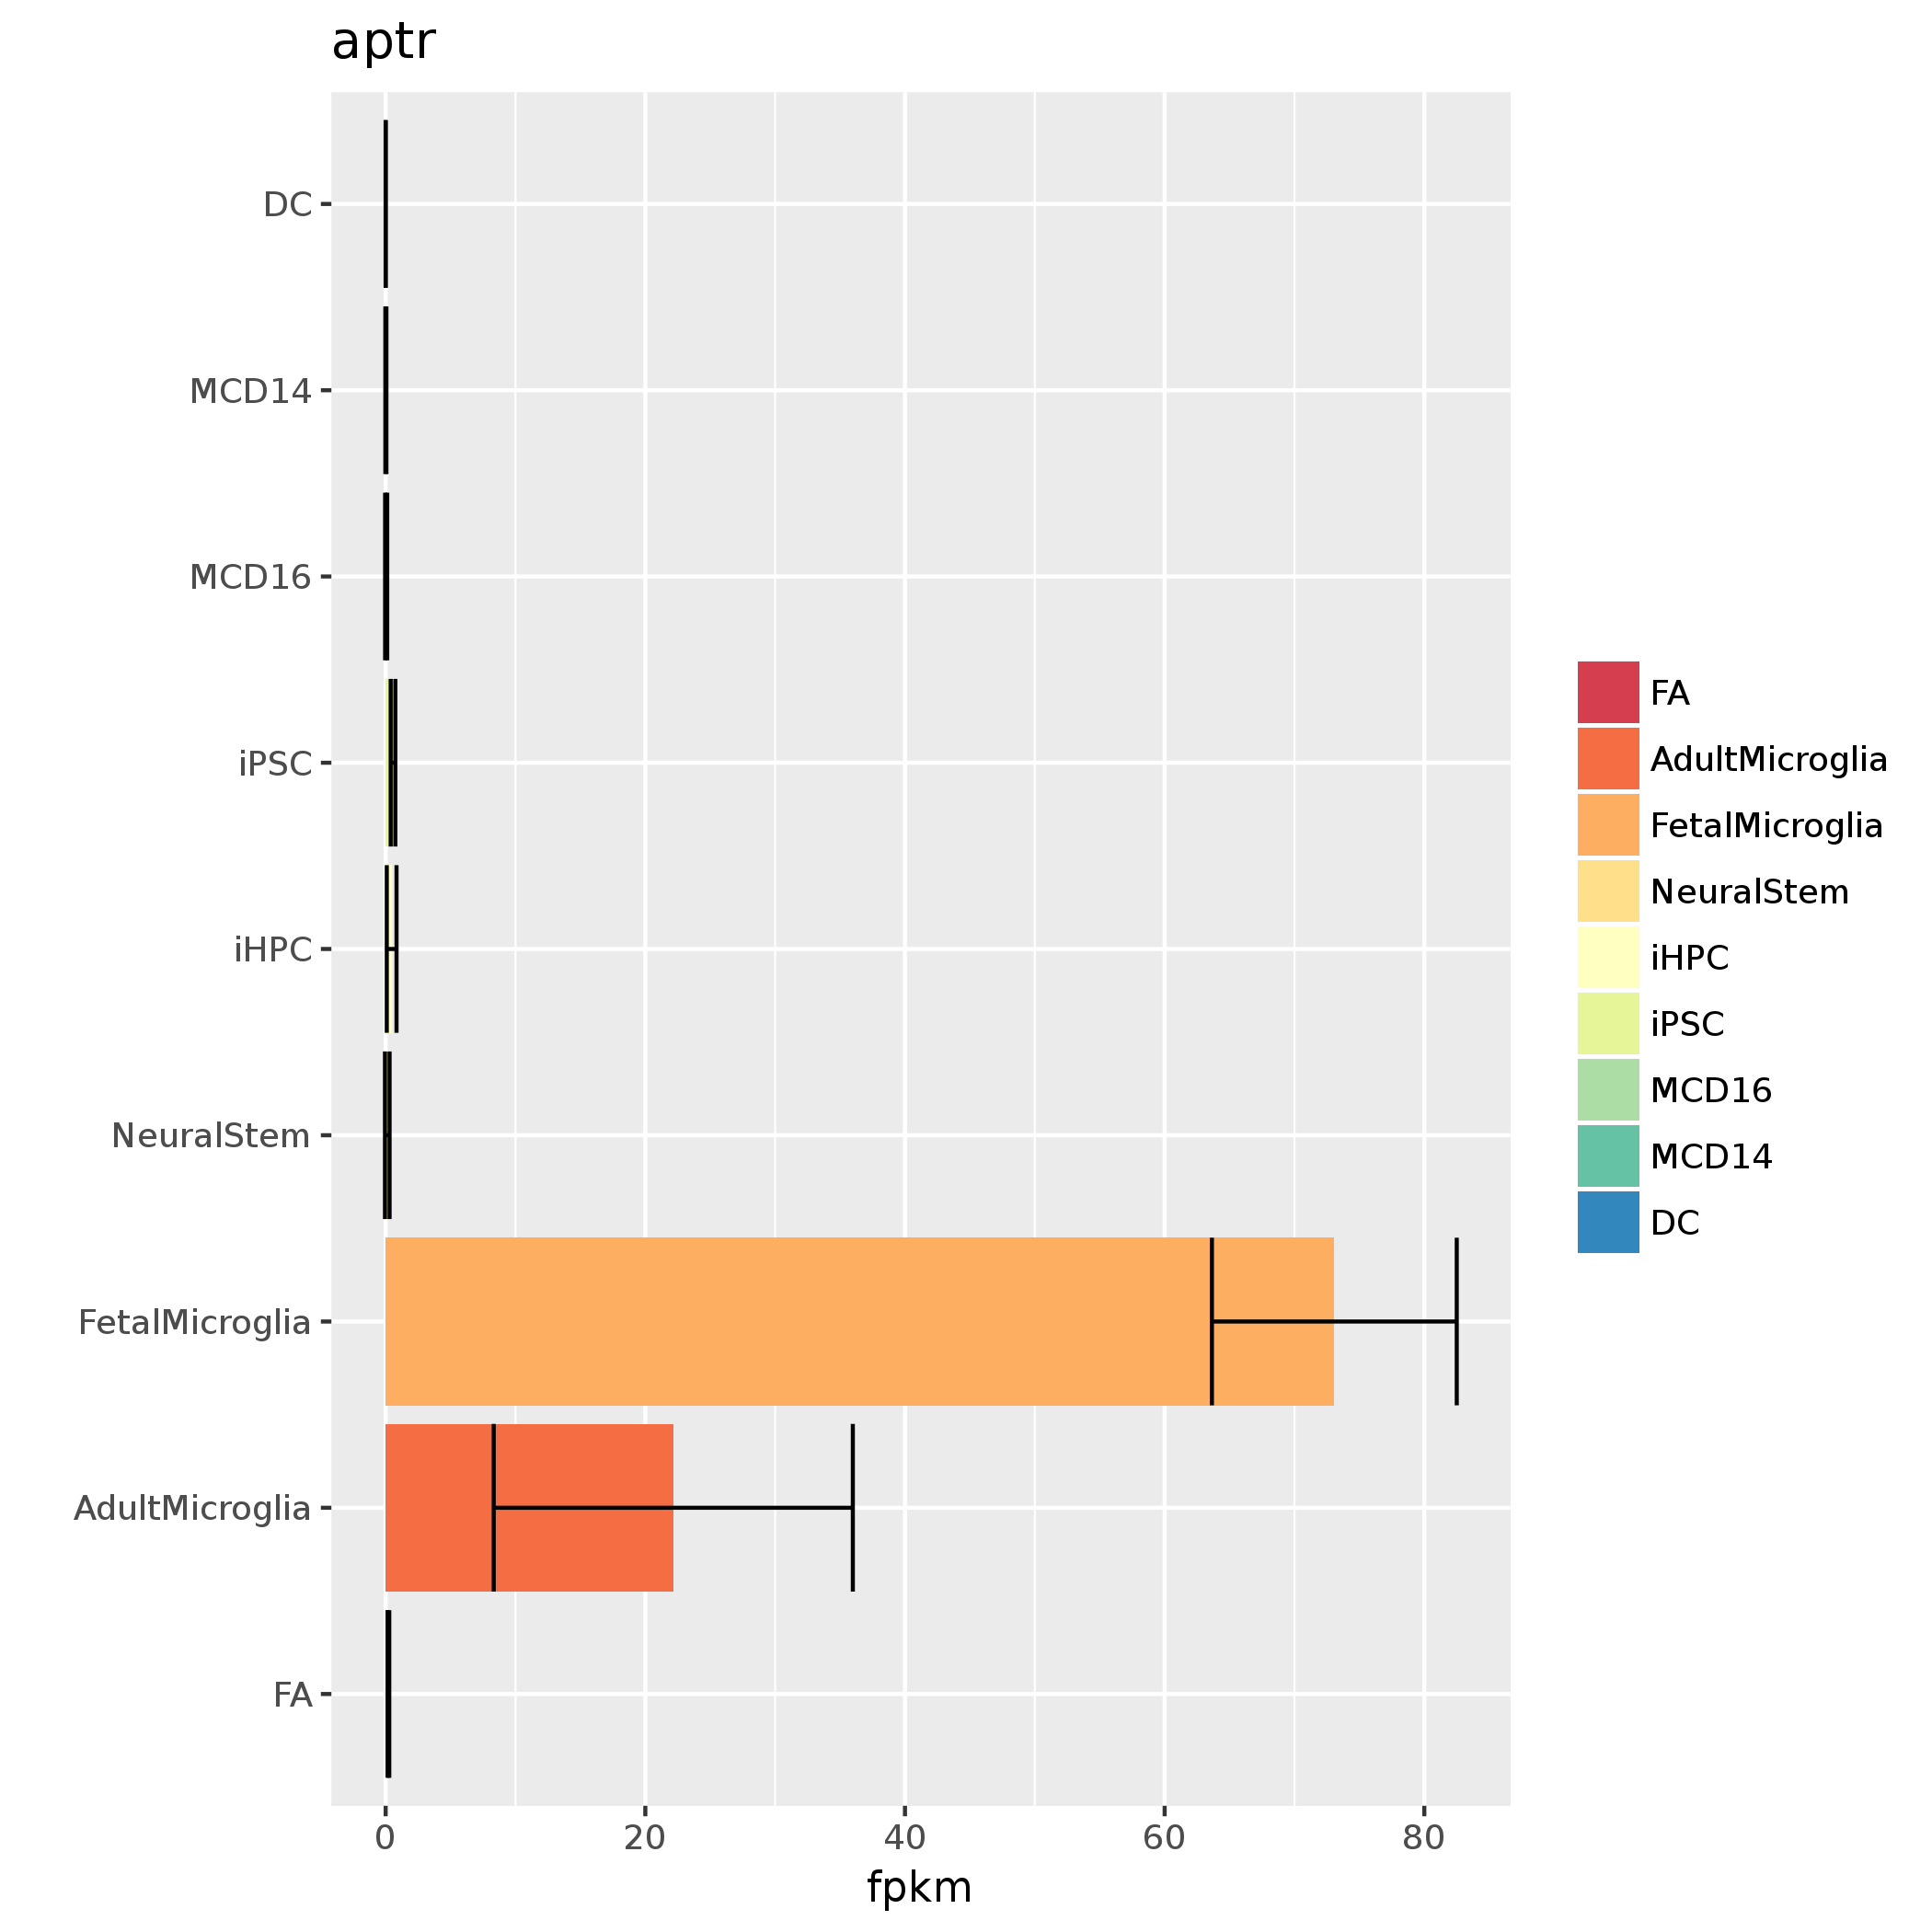 aptr
DC
MCD14
MCD16
iPSC
iHPC
NeuralStem
FetalMicroglia
AdultMicroglia
FA
0 20 40 60 80
fpkm
FA
AdultMicroglia
FetalMicroglia
NeuralStem
iHPC
iPSC
MCD16
MCD14
DC